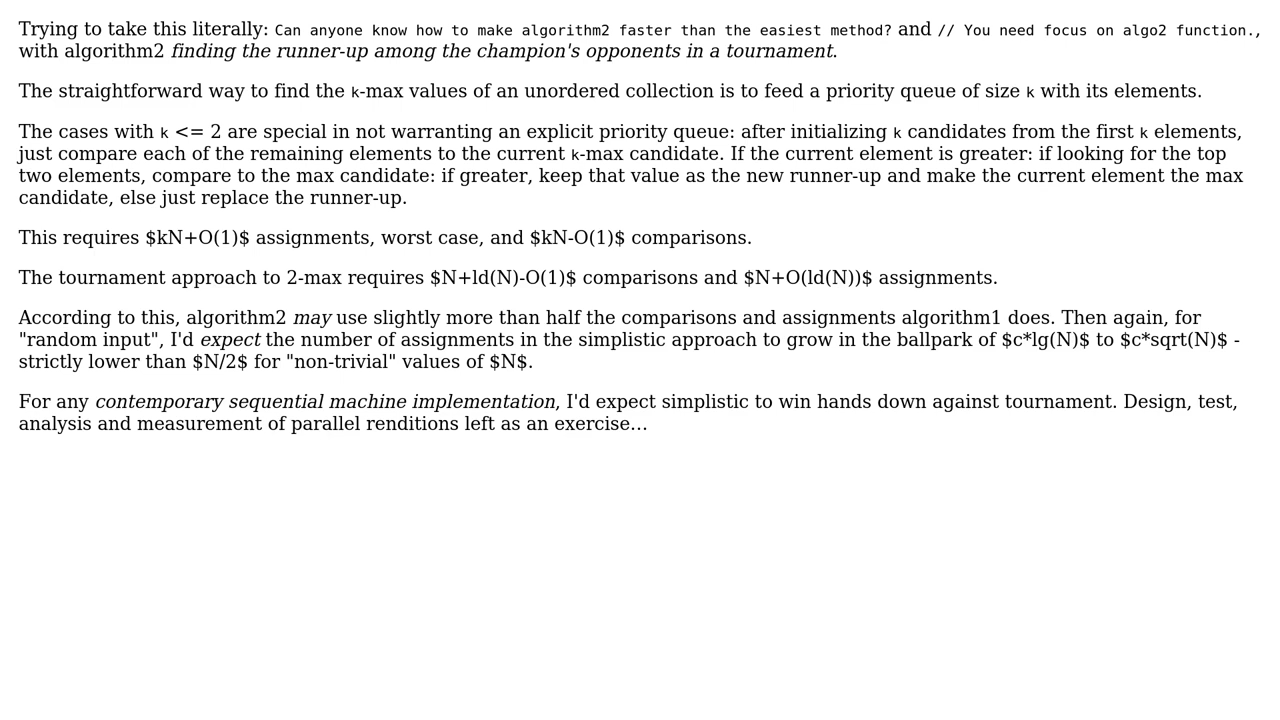 Trying to take this literally: Can anyone know how to make algorithm2 faster than the easiest method? and // You need focus on algo2 function.,
with algorithm2 finding the runner-up among the champion's opponents in a tournament.
The straightforward way to find the k-max values of an unordered collection is to feed a priority queue of size k with its elements.
The cases with k <= 2 are special in not warranting an explicit priority queue: after initializing k candidates from the first k elements,
just compare each of the remaining elements to the current k-max candidate. If the current element is greater: if looking for the top
two elements, compare to the max candidate: if greater, keep that value as the new runner-up and make the current element the max
candidate, else just replace the runner-up.
This requires $kN+O(1)$ assignments, worst case, and $kN-O(1)$ comparisons.
The tournament approach to 2-max requires $N+ld(N)-O(1)$ comparisons and $N+O(ld(N))$ assignments.
According to this, algorithm2 may use slightly more than half the comparisons and assignments algorithm1 does. Then again, for
"random input", I'd expect the number of assignments in the simplistic approach to grow in the ballpark of $c*lg(N)$ to $c*sqrt(N)$ -
strictly lower than $N/2$ for "non-trivial" values of $N$.
For any contemporary sequential machine implementation, I'd expect simplistic to win hands down against tournament. Design, test,
analysis and measurement of parallel renditions left as an exercise…